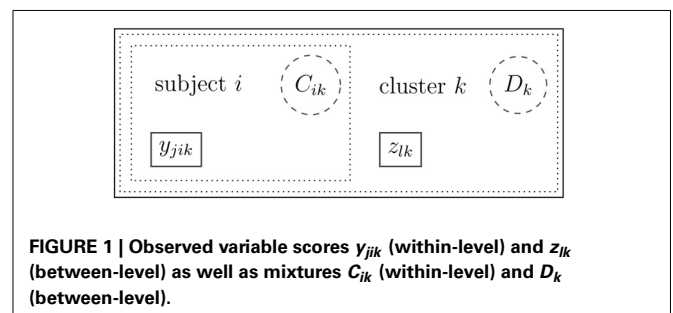 subject i C_ik cluster k D_k
y_jik z_lk
FIGURE 1 | Observed variable scores y_jik (within-level) and z_lk
(between-level) as well as mixtures C_ik (within-level) and D_k
(between-level).